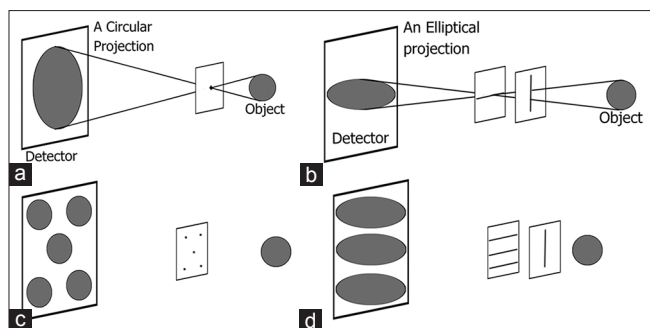 A Circular
Projection
Object
Detector
a
An Elliptical
projection
Object
Detector
b
c
d